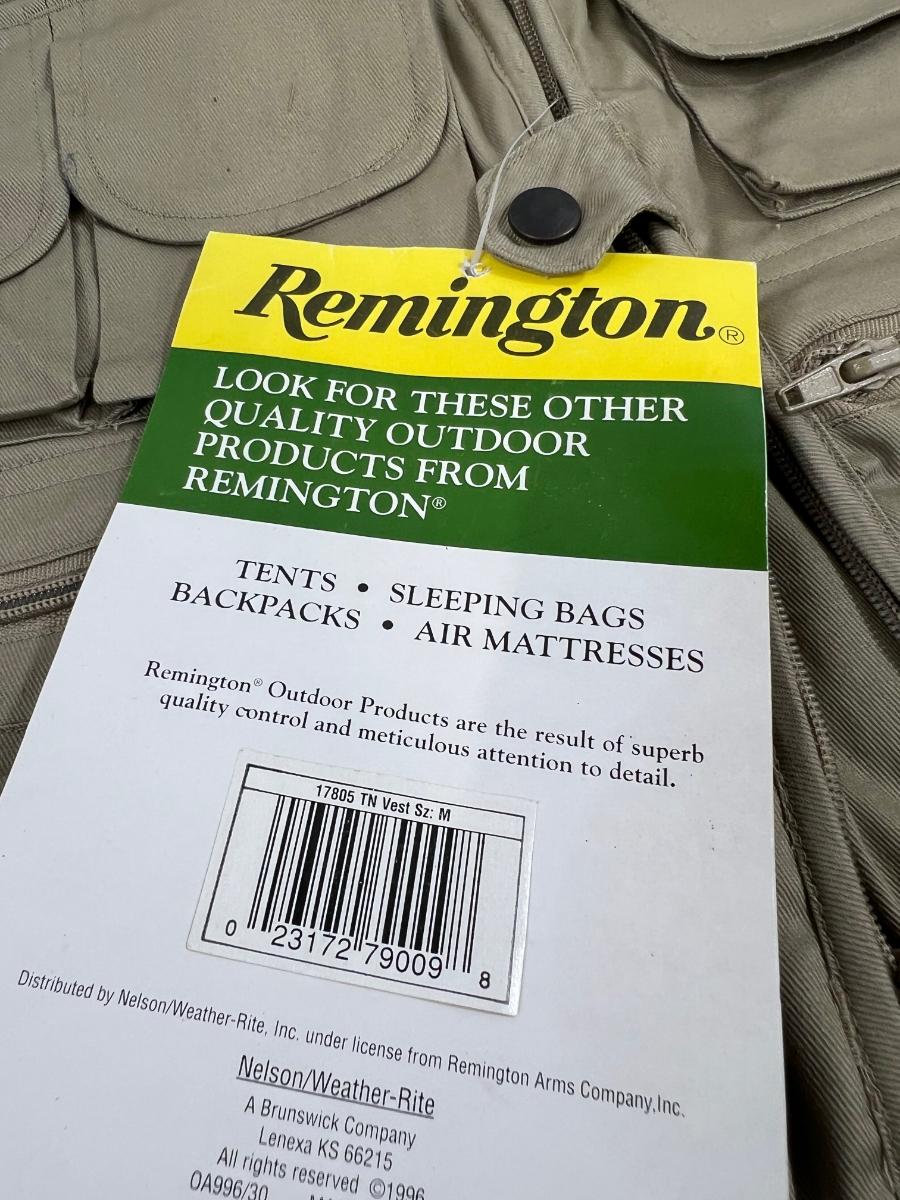 Remington®
LOOK FOR THESE OTHER
QUALITY OUTDOOR
PRODUCTS FROM
REMINGTON®
TENTS • SLEEPING BAGS
BACKPACKS • AIR MATTRESSES
Remington® Outdoor Products are the result of superb
quality control and meticulous attention to detail.
17805 TN Vest Sz: M
0 23172 79009 8
Distributed by Nelson/Weather-Rite, Inc. under license from Remington Arms Company,Inc.
Nelson/Weather-Rite
A Brunswick Company
Lenexa KS 66215
All rights reserved ©1996
OA996/30